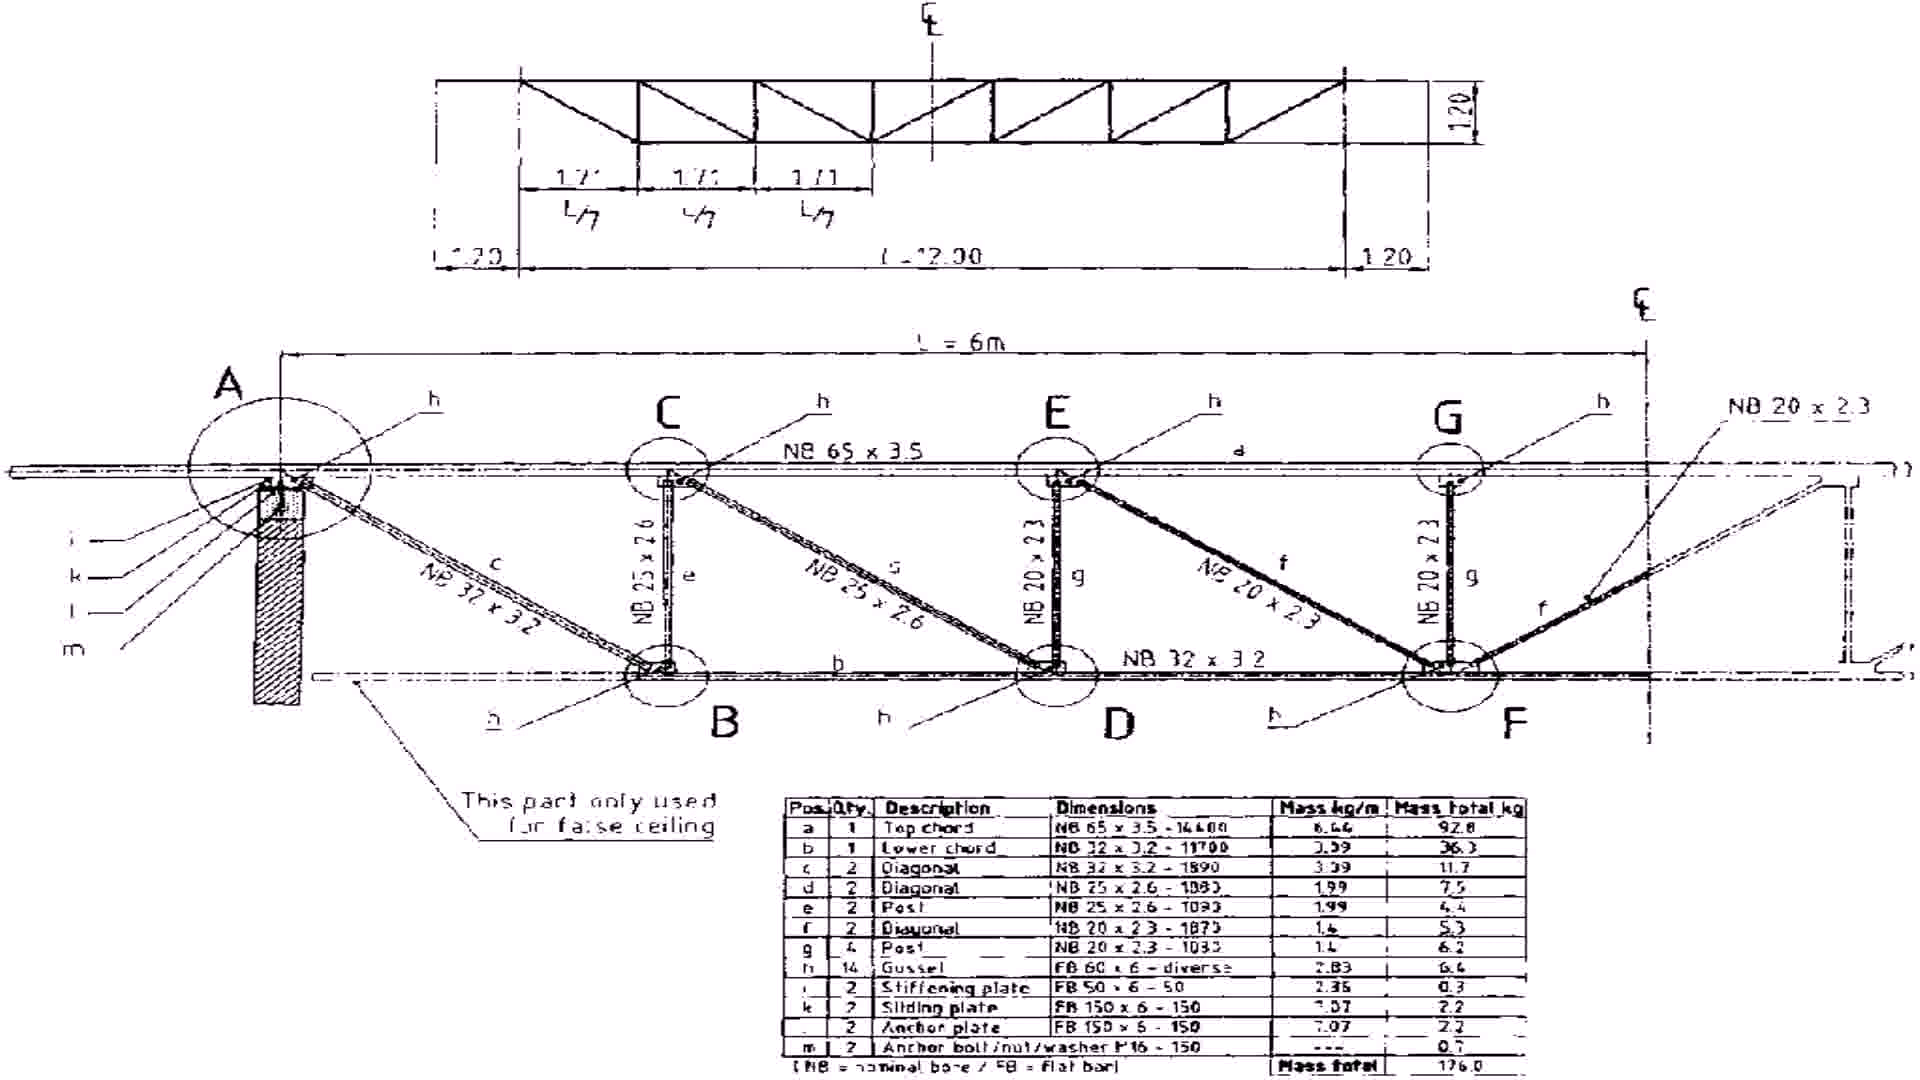 ℄
1.20
1.71 1.71 1.71
L/7 L/7 L/7
1.20 L=12.00 1.20
℄
L = 6m
A h C h E h G h NB 20 x 2.3
NB 65 x 3.5 a
i
k
l
m
c
NB 32 x 3.2
NB 25 x 2.6
e
NB 25 x 2.6
NB 20 x 2.3
g
f
NB 20 x 2.3
NB 20 x 2.3
g
f
b NB 32 x 3.2
h B h D h F
This part only used
for false ceiling
Pos. Qty. Description Dimensions Mass kg/m Mass total kg
a 1 Top chord NB 65 x 3.5 - 14400 6.44 92.8
b 1 Lower chord NB 32 x 3.2 - 11700 3.09 36.3
c 2 Diagonal NB 32 x 3.2 - 1890 3.09 11.7
d 2 Diagonal NB 25 x 2.6 - 1880 1.99 7.5
e 2 Post NB 25 x 2.6 - 1090 1.99 4.4
f 2 Diagonal NB 20 x 2.3 - 1870 1.4 5.3
g 4 Post NB 20 x 2.3 - 1090 1.4 6.2
h 14 Gusset FB 60 x 6 - diverse 2.83 6.4
i 2 Stiffening plate FB 50 x 6 - 50 2.36 0.3
k 2 Sliding plate FB 150 x 6 - 150 7.07 2.2
2 Anchor plate FB 150 x 6 - 150 7.07 2.2
m 2 Anchor bolt/nut/washer M16 - 150 --- 0.7
(NB = nominal bore / FB = flat bar) Mass total 176.0